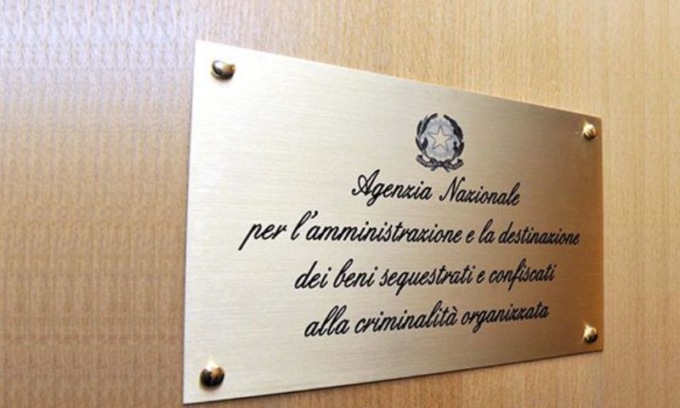 Agenzia Nazionale
per l'amministrazione e la destinazione
dei beni sequestrati e confiscati
alla criminalità organizzata